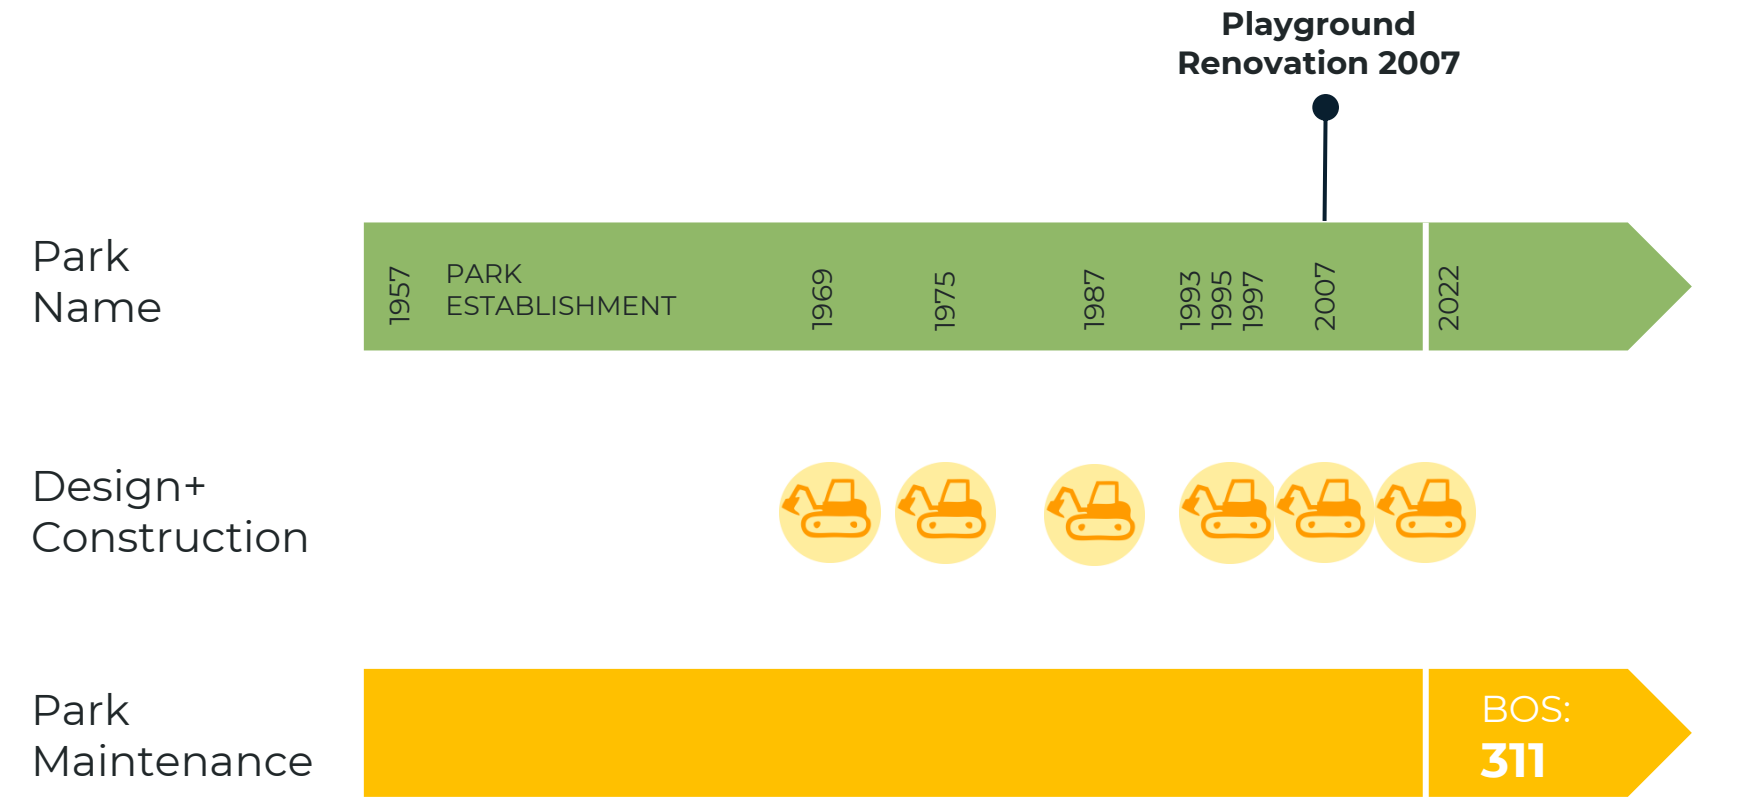 Playground
Renovation 2007
Park
Name
1957
PARK
ESTABLISHMENT
1969
1975
1987
1993
1995
1997
2007
2022
Design+
Construction
Park
Maintenance
BOS:
311